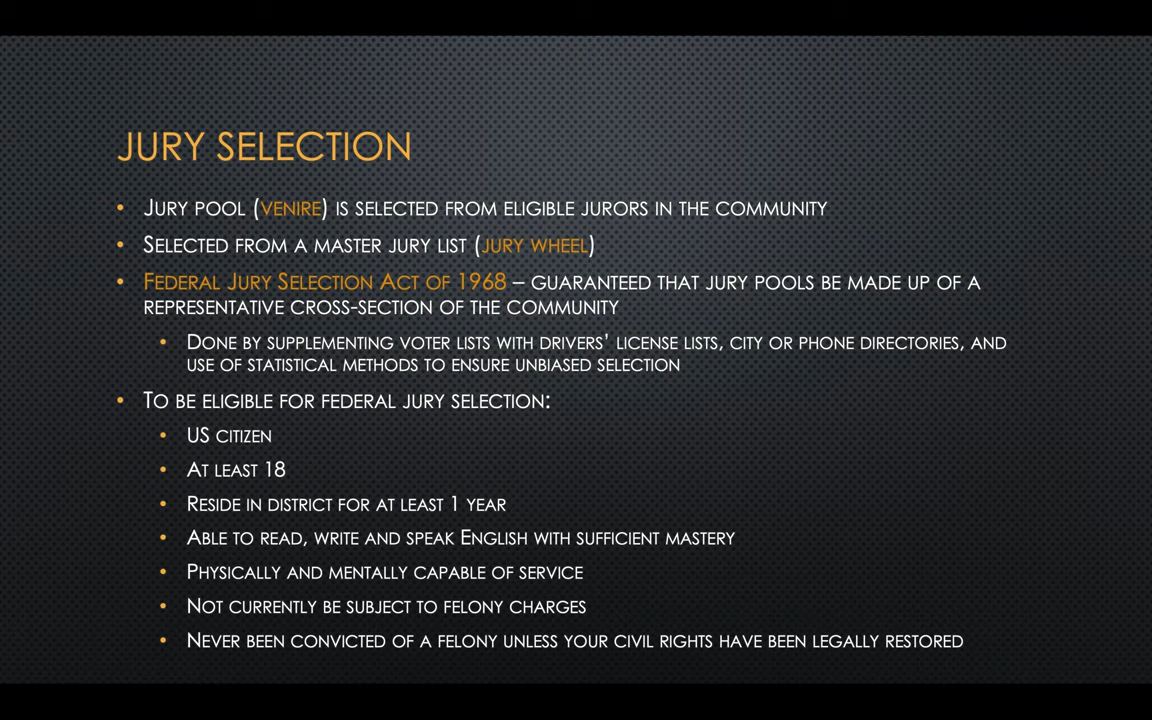 JURY SELECTION
• JURY POOL (VENIRE) IS SELECTED FROM ELIGIBLE JURORS IN THE COMMUNITY
• SELECTED FROM A MASTER JURY LIST (JURY WHEEL)
• FEDERAL JURY SELECTION ACT OF 1968 – GUARANTEED THAT JURY POOLS BE MADE UP OF A
REPRESENTATIVE CROSS-SECTION OF THE COMMUNITY
• DONE BY SUPPLEMENTING VOTER LISTS WITH DRIVERS' LICENSE LISTS, CITY OR PHONE DIRECTORIES, AND
USE OF STATISTICAL METHODS TO ENSURE UNBIASED SELECTION
• TO BE ELIGIBLE FOR FEDERAL JURY SELECTION:
• US CITIZEN
• AT LEAST 18
• RESIDE IN DISTRICT FOR AT LEAST 1 YEAR
• ABLE TO READ, WRITE AND SPEAK ENGLISH WITH SUFFICIENT MASTERY
• PHYSICALLY AND MENTALLY CAPABLE OF SERVICE
• NOT CURRENTLY BE SUBJECT TO FELONY CHARGES
• NEVER BEEN CONVICTED OF A FELONY UNLESS YOUR CIVIL RIGHTS HAVE BEEN LEGALLY RESTORED